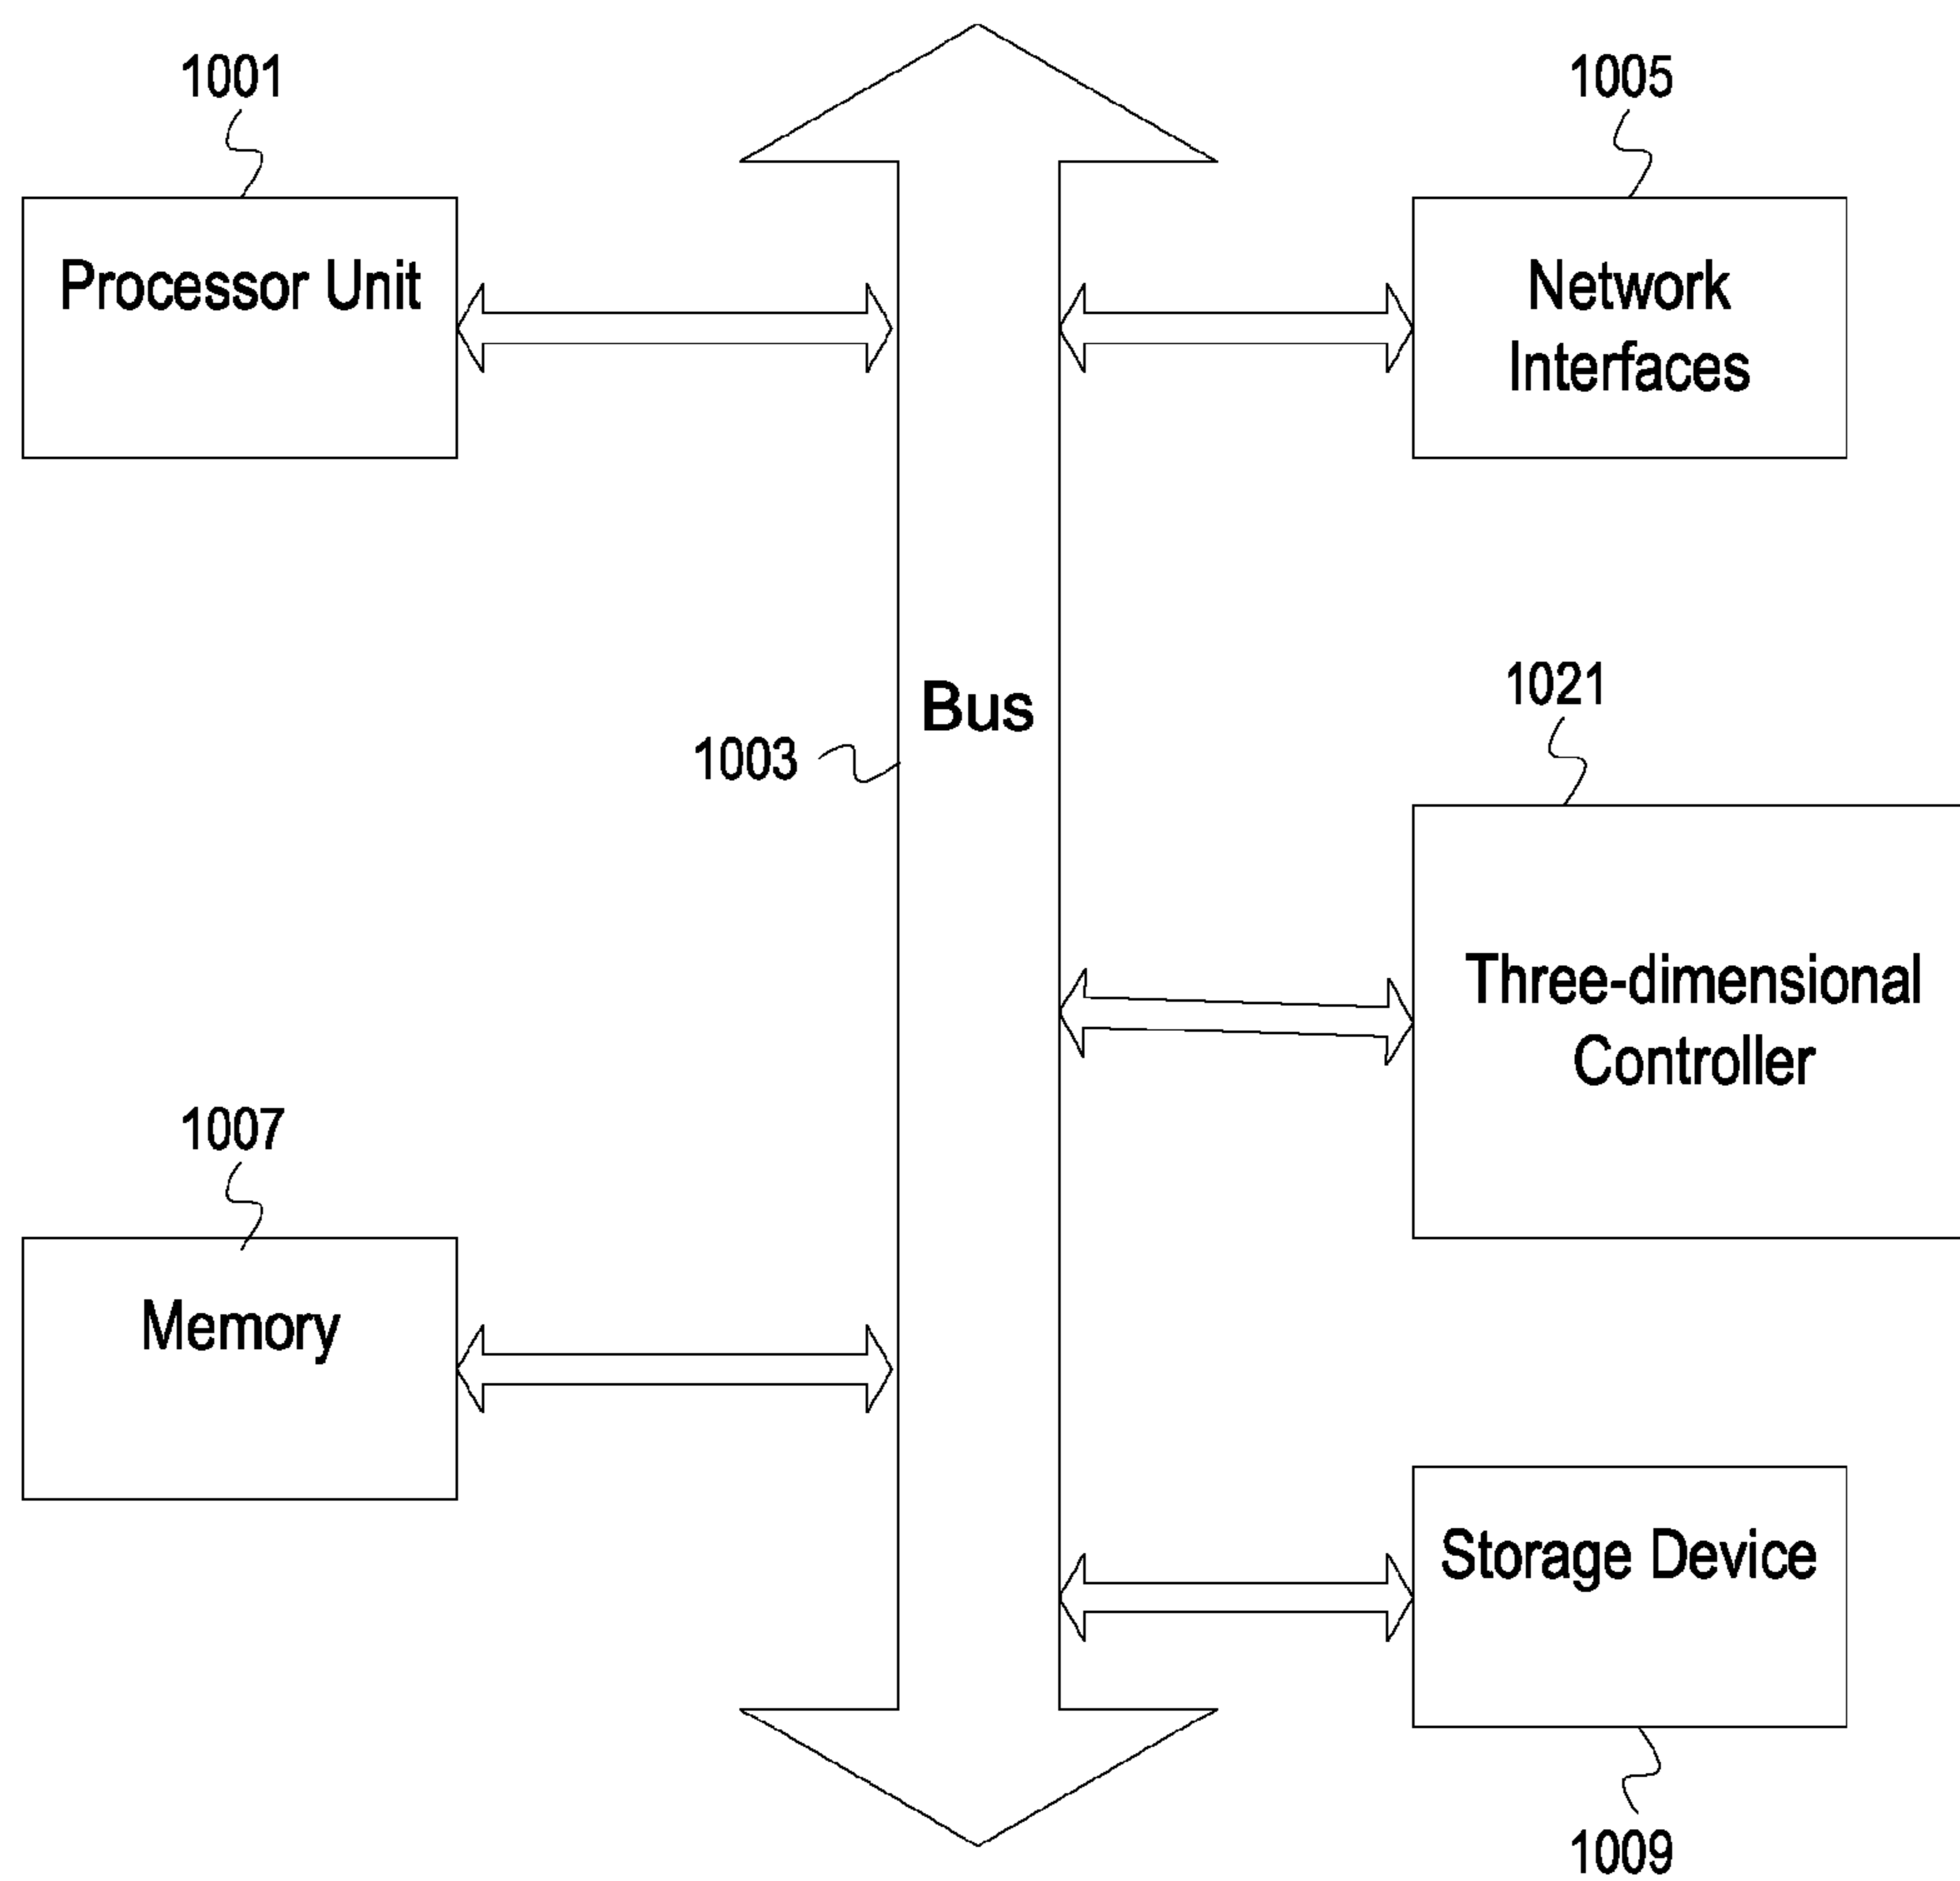 1001
Processor Unit
1005
Network
Interfaces
Bus
1003
1021
Three-dimensional
Controller
1007
Memory
Storage Device
1009